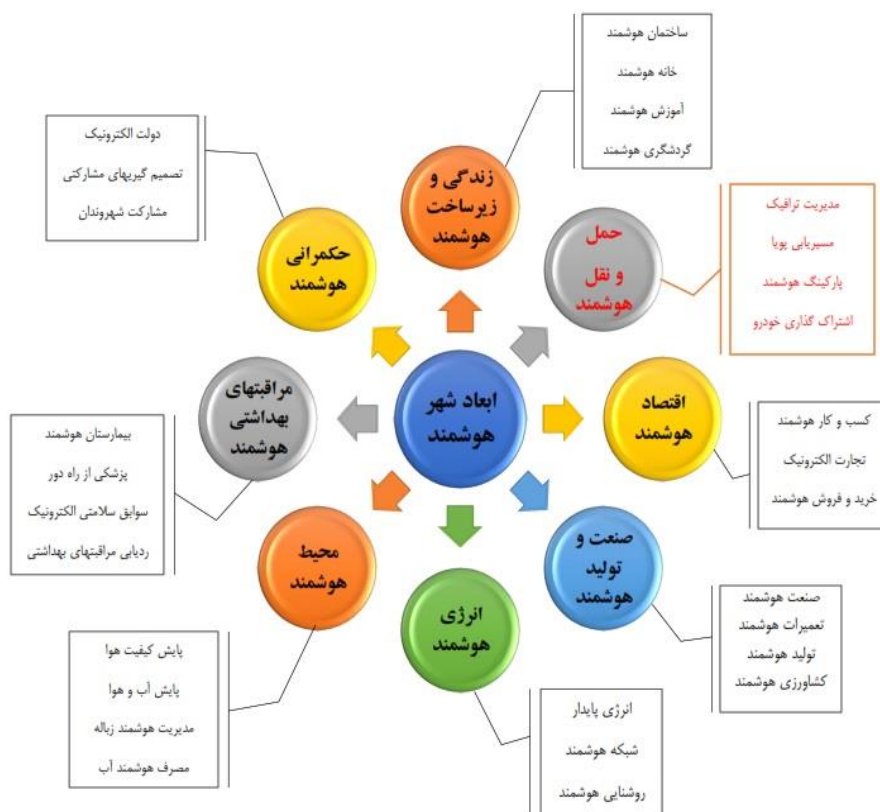 ابعاد شهر
هوشمند
زندگی و
زیرساخت
هوشمند
ساختمان هوشمند
خانه هوشمند
آموزش هوشمند
گردشگری هوشمند
حمل
و نقل
هوشمند
مدیریت ترافیک
مسیریابی پویا
پارکینگ هوشمند
اشتراک گذاری خودرو
اقتصاد
هوشمند
کسب و کار هوشمند
تجارت الکترونیک
خرید و فروش هوشمند
صنعت و
تولید
هوشمند
صنعت هوشمند
تعمیرات هوشمند
تولید هوشمند
کشاورزی هوشمند
انرژی
هوشمند
انرژی پایدار
شبکه هوشمند
روشنایی هوشمند
محیط
هوشمند
پایش کیفیت هوا
پایش آب و هوا
مدیریت هوشمند زباله
مصرف هوشمند آب
مراقبتهای
بهداشتی
هوشمند
بیمارستان هوشمند
پزشکی از راه دور
سوابق سلامتی الکترونیک
ردیابی مراقبتهای بهداشتی
حکمرانی
هوشمند
دولت الکترونیک
تصمیم گیریهای مشارکتی
مشارکت شهروندان